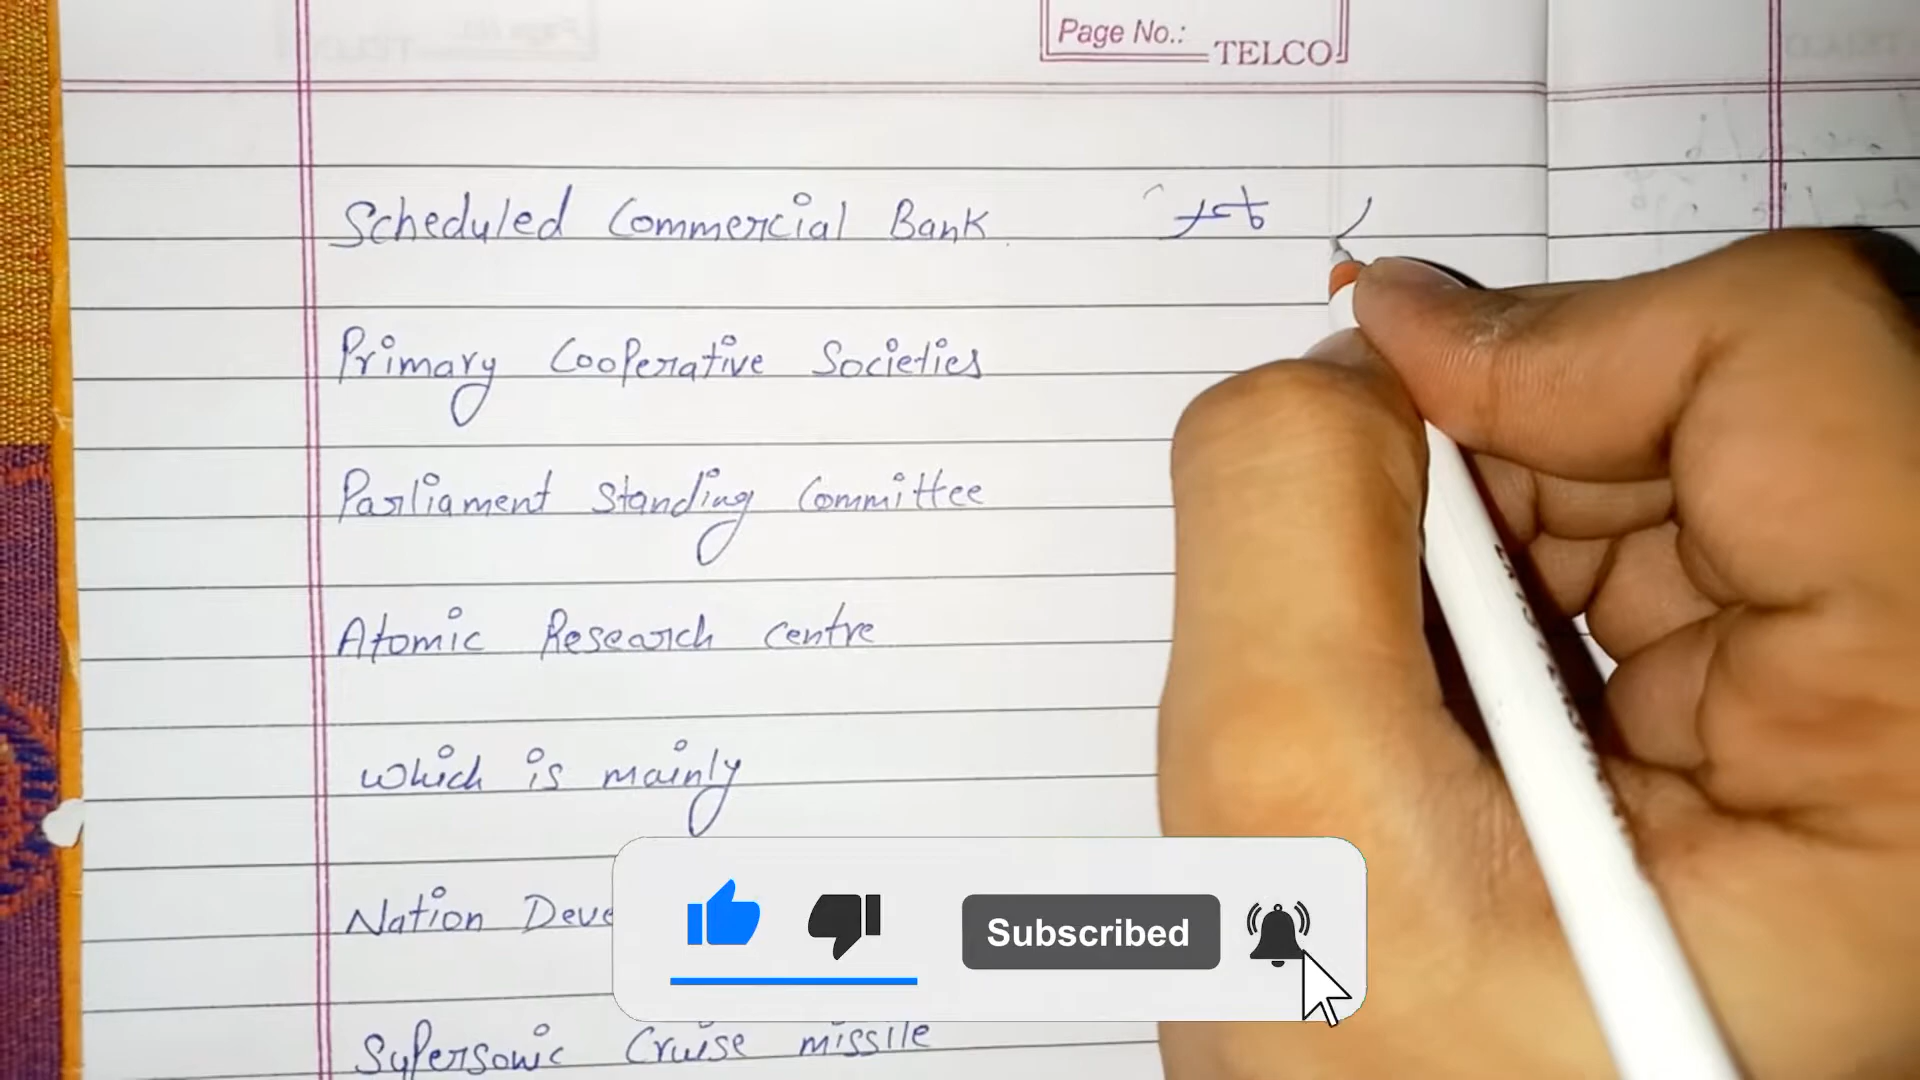 Page No.:
TELCO
Scheduled Commercial Bank
Primary Cooperative Societies
Parliament Standing Committee
Atomic Research centre
which is mainly
Nation Deve
Supersonic Cruise missile
Subscribed